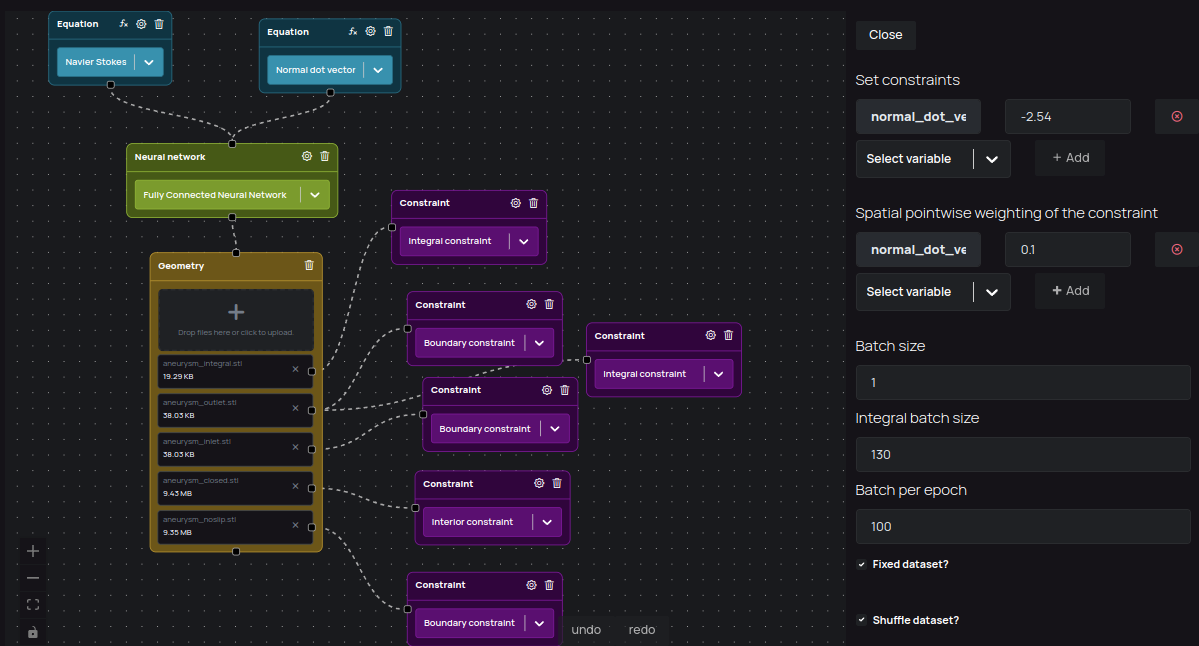 Equation
Navier Stokes
Equation
Normal dot vector
Neural network
Fully Connected Neural Network
Geometry
Drop files here or click to upload.
aneurysm_integral.stl
19.29 KB
aneurysm_outlet.stl
38.03 KB
aneurysm_inlet.stl
38.03 KB
aneurysm_closed.stl
9.43 MB
aneurysm_noslip.stl
9.35 MB
Constraint
Integral constraint
Constraint
Boundary constraint
Constraint
Integral constraint
Constraint
Boundary constraint
Constraint
Interior constraint
Constraint
Boundary constraint
undo redo
Close
Set constraints
normal_dot_ve -2.54
Select variable + Add
Spatial pointwise weighting of the constraint
normal_dot_ve 0.1
Select variable + Add
Batch size
1
Integral batch size
130
Batch per epoch
100
Fixed dataset?
Shuffle dataset?